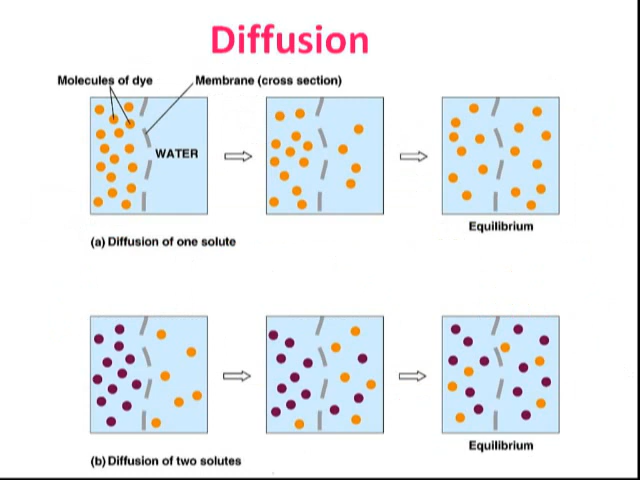 Diffusion
Molecules of dye
Membrane (cross section)
WATER
Equilibrium
(a) Diffusion of one solute
Equilibrium
(b) Diffusion of two solutes